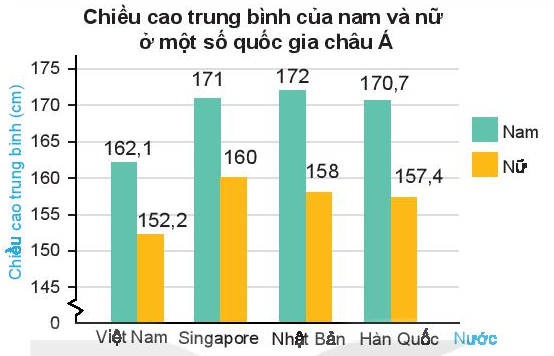 Chiều cao trung bình của nam và nữ
ở một số quốc gia châu Á
Chiều cao trung bình (cm)
175
170
165
160
155
150
145
0
162,1
152,2
171
160
172
158
170,7
157,4
Nam
Nữ
Việt Nam Singapore Nhật Bản Hàn Quốc Nước